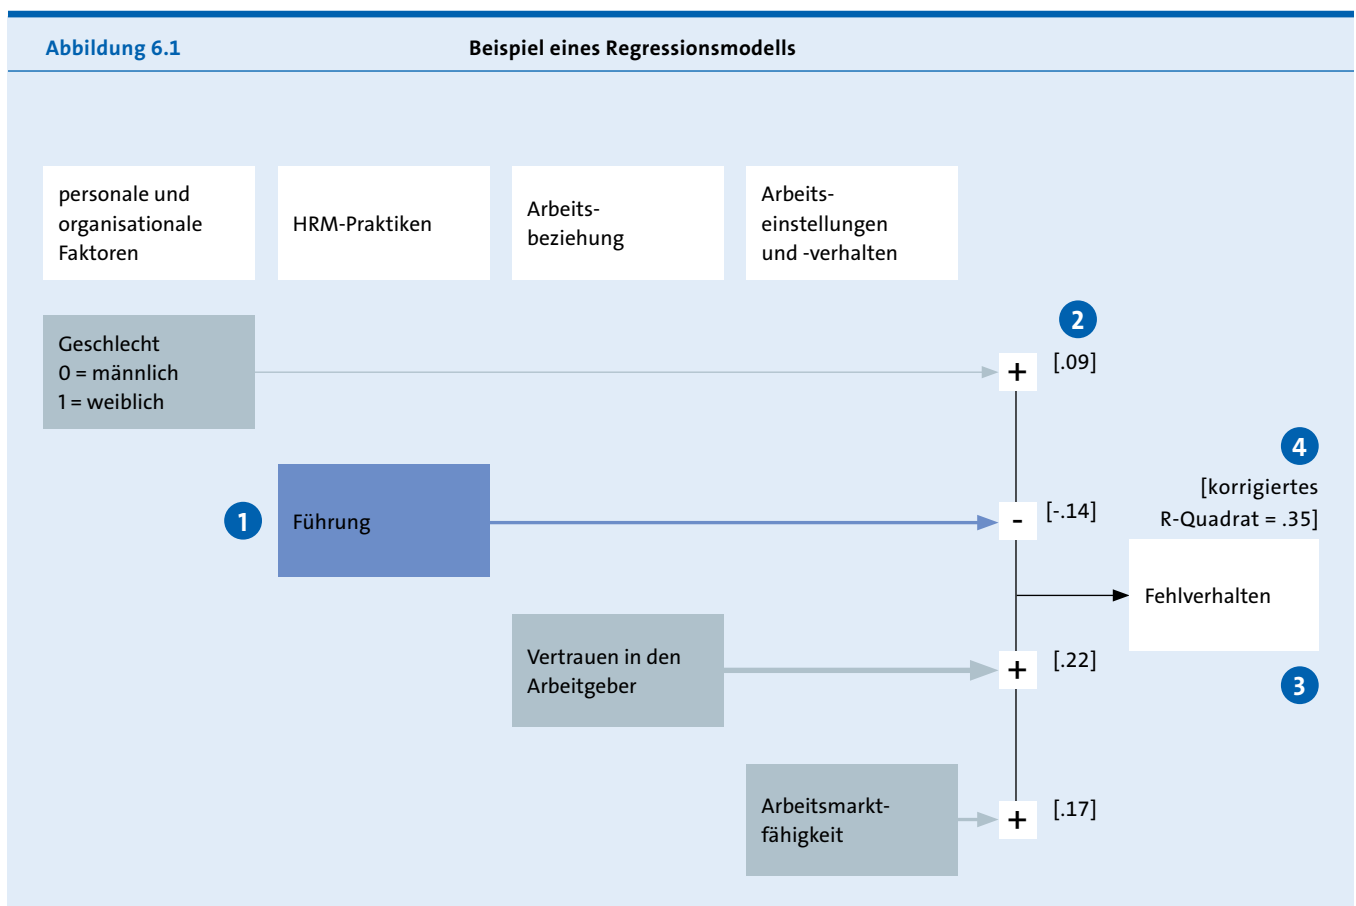 Abbildung 6.1
Beispiel eines Regressionsmodells
personale und
organisationale
Faktoren
HRM-Praktiken
Arbeits-
beziehung
Arbeits-
einstellungen
und -verhalten
Geschlecht
0 = männlich
1 = weiblich
2
+
[.09]
1
Führung
-
[-.14]
4
[korrigiertes
R-Quadrat = .35]
Fehlverhalten
Vertrauen in den
Arbeitgeber
+
[.22]
3
Arbeitsmarkt-
fähigkeit
+
[.17]